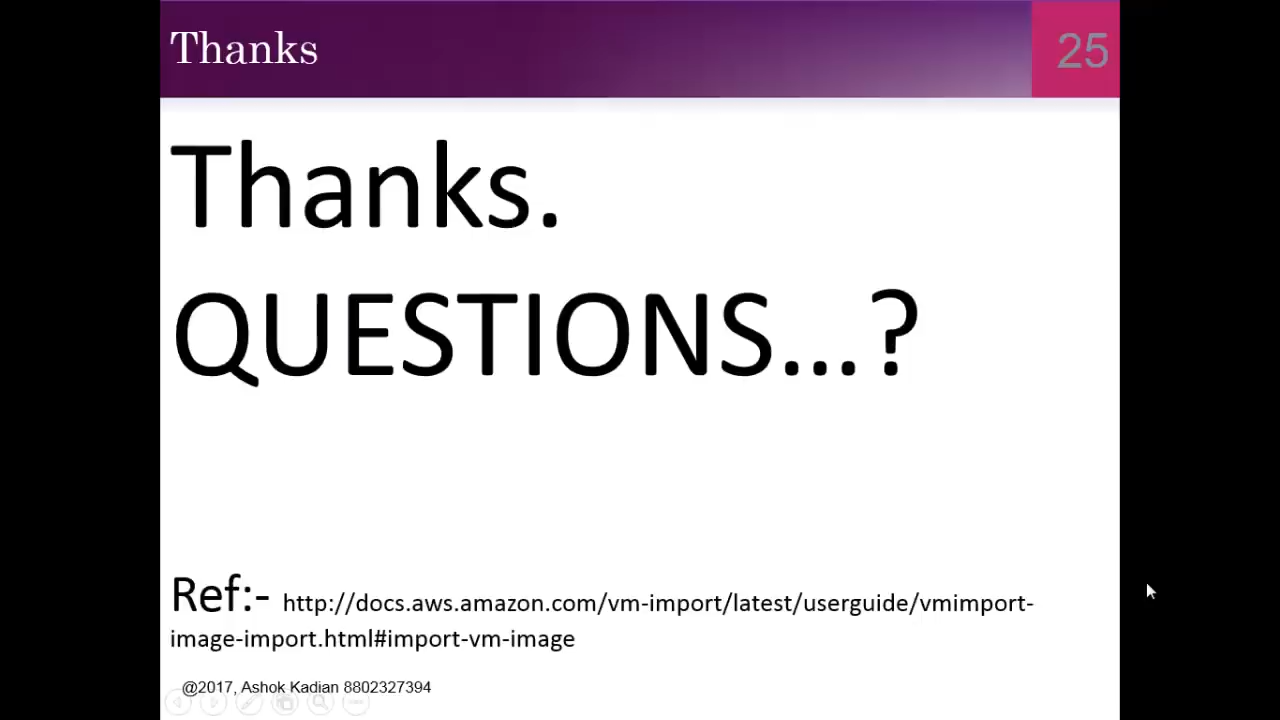 Thanks
25
Thanks.
QUESTIONS...?
Ref:- http://docs.aws.amazon.com/vm-import/latest/userguide/vmimport-
image-import.html#import-vm-image
@2017, Ashok Kadian 8802327394